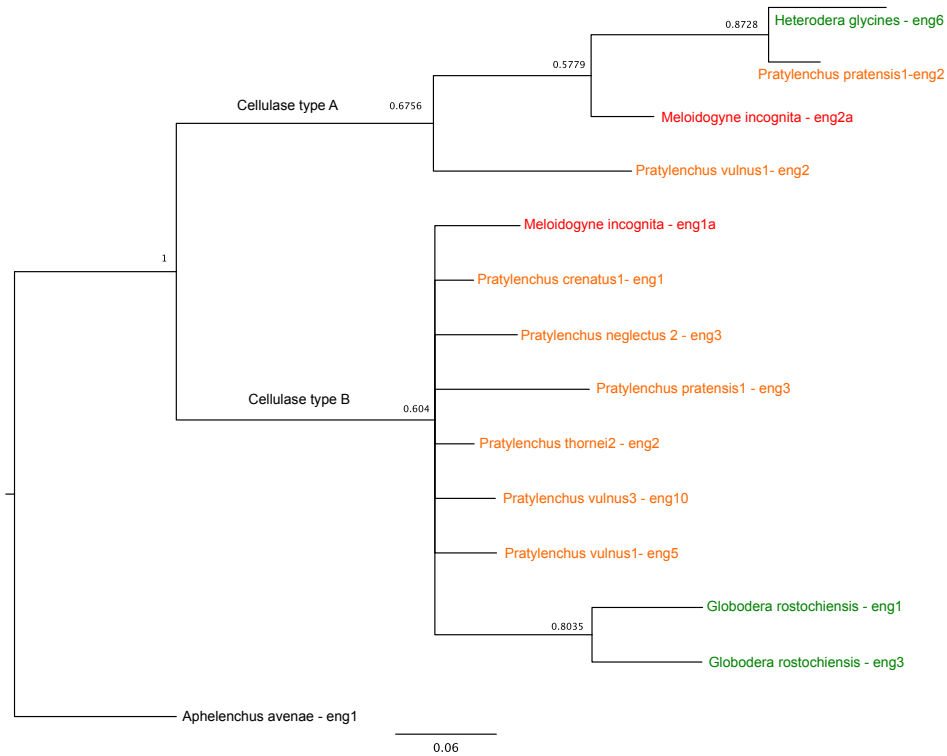 Heterodera glycines - eng6
0.8728
0.5779
Pratylenchus pratensis1-eng2
Cellulase type A
0.6756
Meloidogyne incognita - eng2a
Pratylenchus vulnus1- eng2
Meloidogyne incognita - eng1a
1
Pratylenchus crenatus1- eng1
Pratylenchus neglectus 2 - eng3
Pratylenchus pratensis1 - eng3
Cellulase type B
0.604
Pratylenchus thornei2 - eng2
Pratylenchus vulnus3 - eng10
Pratylenchus vulnus1- eng5
Globodera rostochiensis - eng1
0.8035
Globodera rostochiensis - eng3
Aphelenchus avenae - eng1
0.06